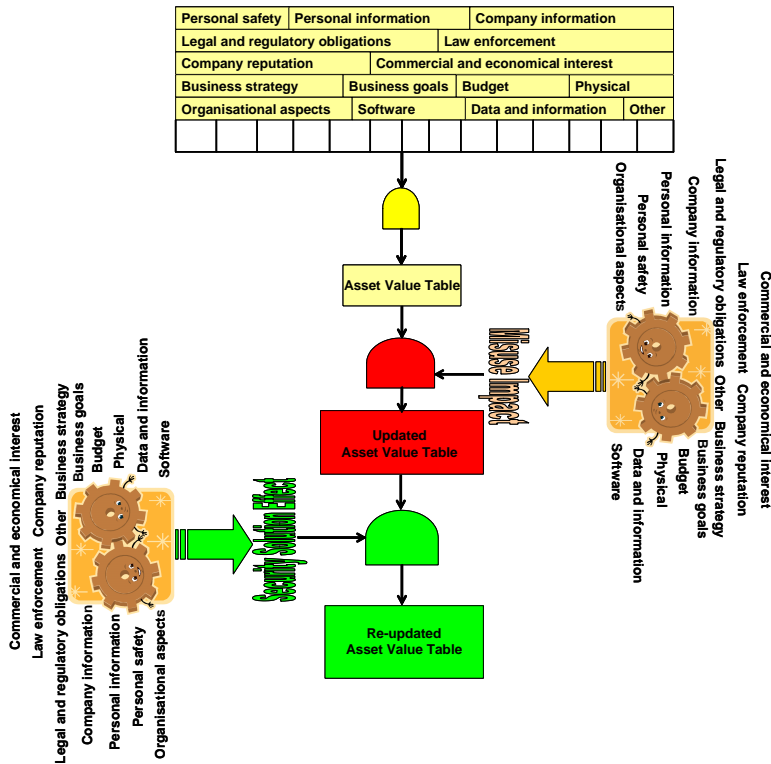 Personal safety
Personal information
Company information
Legal and regulatory obligations
Law enforcement
Company reputation
Commercial and economical interest
Business strategy
Business goals
Budget
Physical
Organisational aspects
Software
Data and information
Other
Asset Value Table
Misuse Impact
Updated
Asset Value Table
Re-updated
Asset Value Table
Commercial and economical interest
Law enforcement Company reputation
Legal and regulatory obligations Other Business strategy
Company information
Business goals
Personal information
Budget
Personal safety
Physical
Organisational aspects
Data and information
Software
Commercial and economical interest
Law enforcement Company reputation
Legal and regulatory obligations Other Business strategy
Company information
Business goals
Personal information
Budget
Personal safety
Physical
Organisational aspects
Data and information
Software